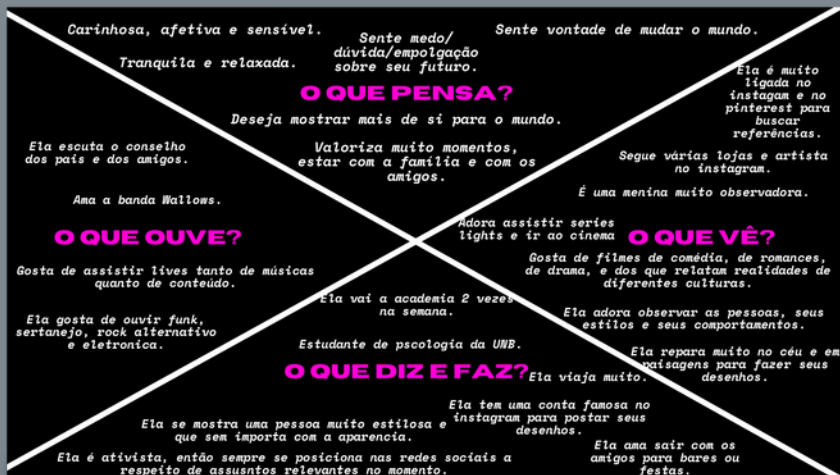 Carinhosa, afetiva e sensível.
Sente medo/
dúvida/empolgação
sobre seu futuro.
Sente vontade de mudar o mundo.
Tranquila e relaxada.
O QUE PENSA?
Deseja mostrar mais de si para o mundo.
Valoriza muito momentos,
estar com a família e com os
amigos.
Ela escuta o conselho
dos pais e dos amigos.
Ama a banda Wallows.
O QUE OUVE?
Gosta de assistir lives tanto de músicas
quanto de conteúdo.
Ela gosta de ouvir funk,
sertanejo, rock alternativo
e eletronica.
Ela é muito
ligada no
instagam e no
pinterest para
buscar
referências.
Segue várias lojas e artista
no instagram.
É uma menina muito observadora.
Adora assistir series
lights e ir ao cinema
O QUE VÊ?
Gosta de filmes de comédia, de romances,
de drama, e dos que relatam realidades de
diferentes culturas.
Ela adora observar as pessoas, seus
estilos e seus comportamentos.
Ela repara muito no céu e em
paisagens para fazer seus
desenhos.
Ela vai a academia 2 vezes
na semana.
Estudante de pscologia da UNB.
O QUE DIZ E FAZ?
Ela viaja muito.
Ela tem uma conta famosa no
instagram para postar seus
desenhos.
Ela se mostra uma pessoa muito estilosa e
que sem importa com a aparencia.
Ela é ativista, então sempre se posiciona nas redes sociais a
respeito de assusntos relevantes no momento.
Ela ama sair com os
amigos para bares ou
festas.